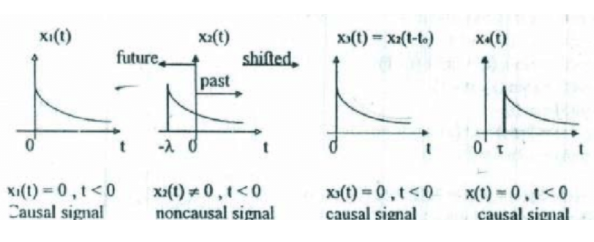 x₁(t)
x₂(t)
x₃(t) = x₂(t-t₀)
x₄(t)
future
shifted
past
0 t
-λ 0 t
0 t
0 τ t
x₁(t) = 0 , t < 0
x₂(t) ≠ 0 , t < 0
x₃(t) = 0 , t < 0
x(t) = 0 , t < 0
Causal signal
noncausal signal
causal signal
causal signal